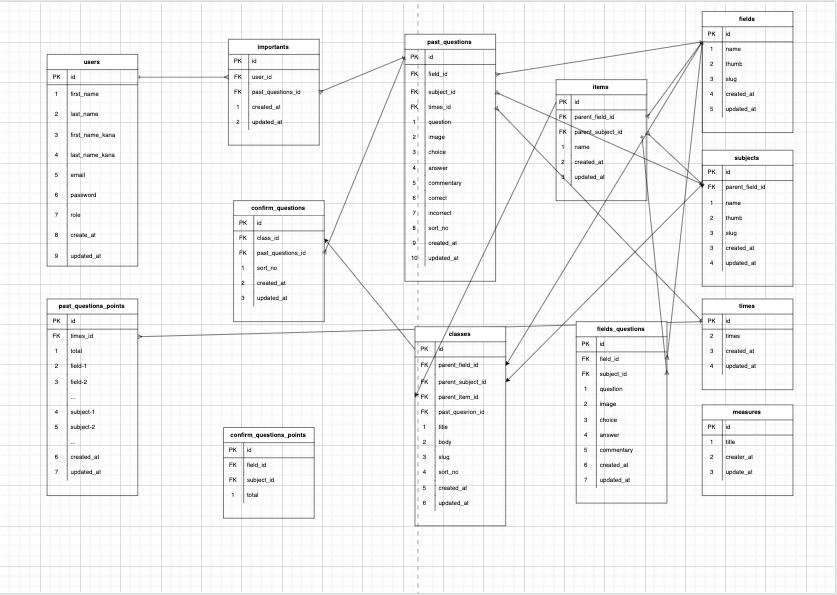 users
PK id
1 first_name
2 last_name
3 first_name_kana
4 last_name_kana
5 email
6 password
7 role
8 create_at
9 updated_at
importants
PK id
FK user_id
FK past_questions_id
1 created_at
2 updated_at
past_questions
PK id
FK field_id
FK subject_id
FK times_id
1 question
2 image
3 choice
4 answer
5 commentary
6 correct
7 incorrect
8 sort_no
9 created_at
10 updated_at
items
PK id
FK parent_field_id
FK parent_subject_id
1 name
2 created_at
3 updated_at
fields
PK id
1 name
2 thumb
3 slug
4 created_at
5 updated_at
subjects
PK id
FK parent_field_id
1 name
2 thumb
3 slug
3 created_at
4 updated_at
confirm_questions
PK id
FK class_id
FK past_questions_id
1 sort_no
2 created_at
3 updated_at
past_questions_points
PK id
FK times_id
1 total
2 field-1
3 field-2
...
4 subject-1
5 subject-2
...
6 created_at
7 updated_at
confirm_questions_points
PK id
FK field_id
FK subject_id
1 total
classes
PK id
FK parent_field_id
FK parent_subject_id
FK parent_item_id
FK past_quesrion_id
1 title
2 body
3 slug
4 sort_no
5 created_at
6 updated_at
fields_questions
PK id
FK field_id
FK subject_id
1 question
2 image
3 choice
4 answer
5 commentary
6 created_at
7 updated_at
times
PK id
2 times
3 created_at
4 updated_at
measures
PK id
1 title
2 creater_at
3 update_at